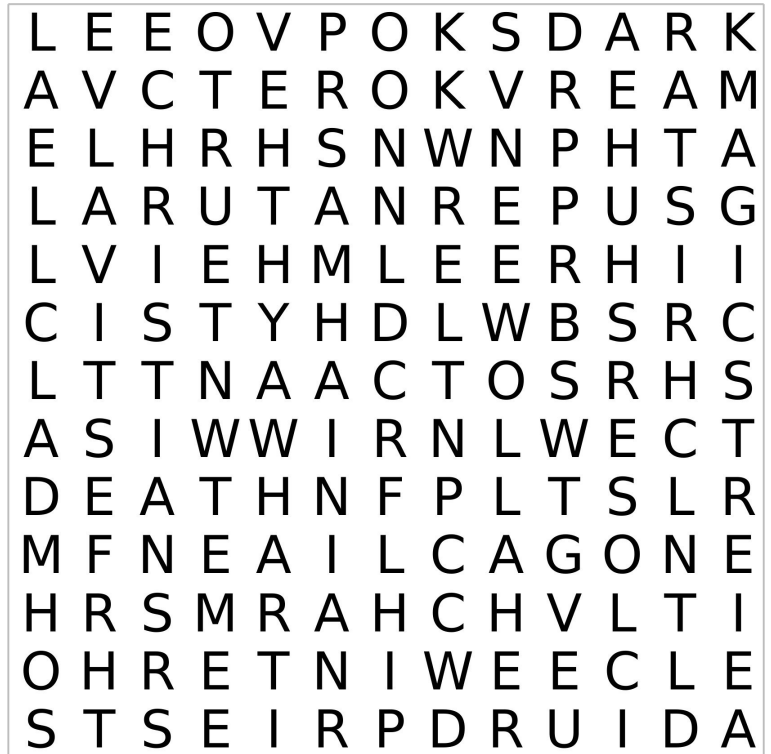 L E E O V P O K S D A R K
A V C T E R O K V R E A M
E L H R H S N W N P H T A
L A R U T A N R E P U S G
L V I E H M L E E R H I I
C I S T Y H D L W B S R C
L T T N A A C T O S R H S
A S I W W I R N L W E C T
D E A T H N F P L T S L R
M F N E A I L C A G O N E
H R S M R A H C H V L T I
O H R E T N I W E E C L E
S T S E I R P D R U I D A